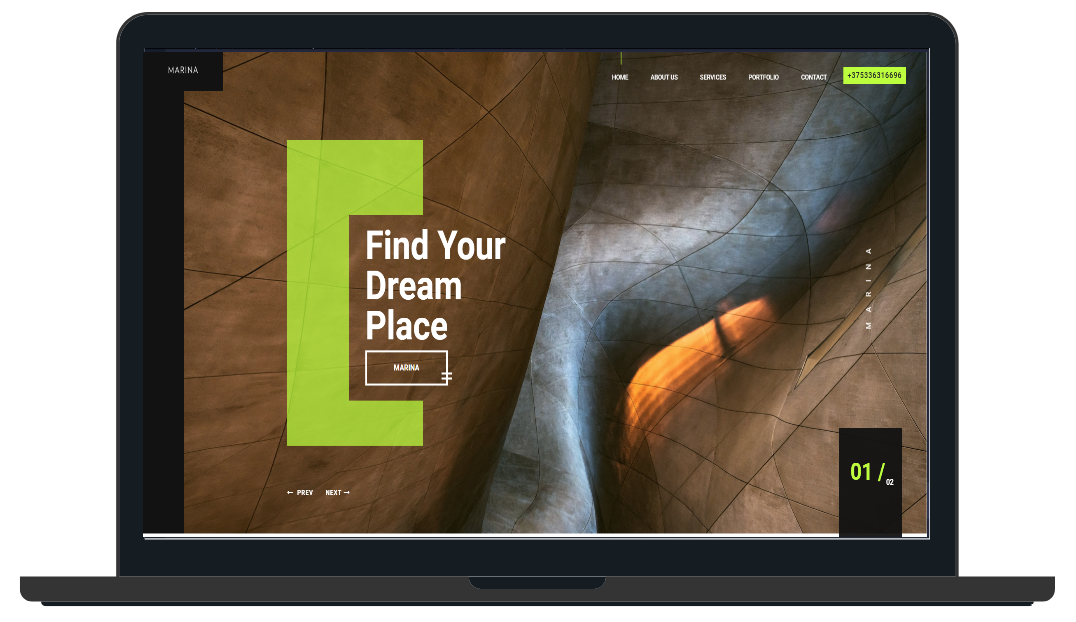 MARINA
HOME ABOUT US SERVICES PORTFOLIO CONTACT +375336316696
Find Your
Dream
Place
MARINA
MARINA
01 / 02
← PREV NEXT →